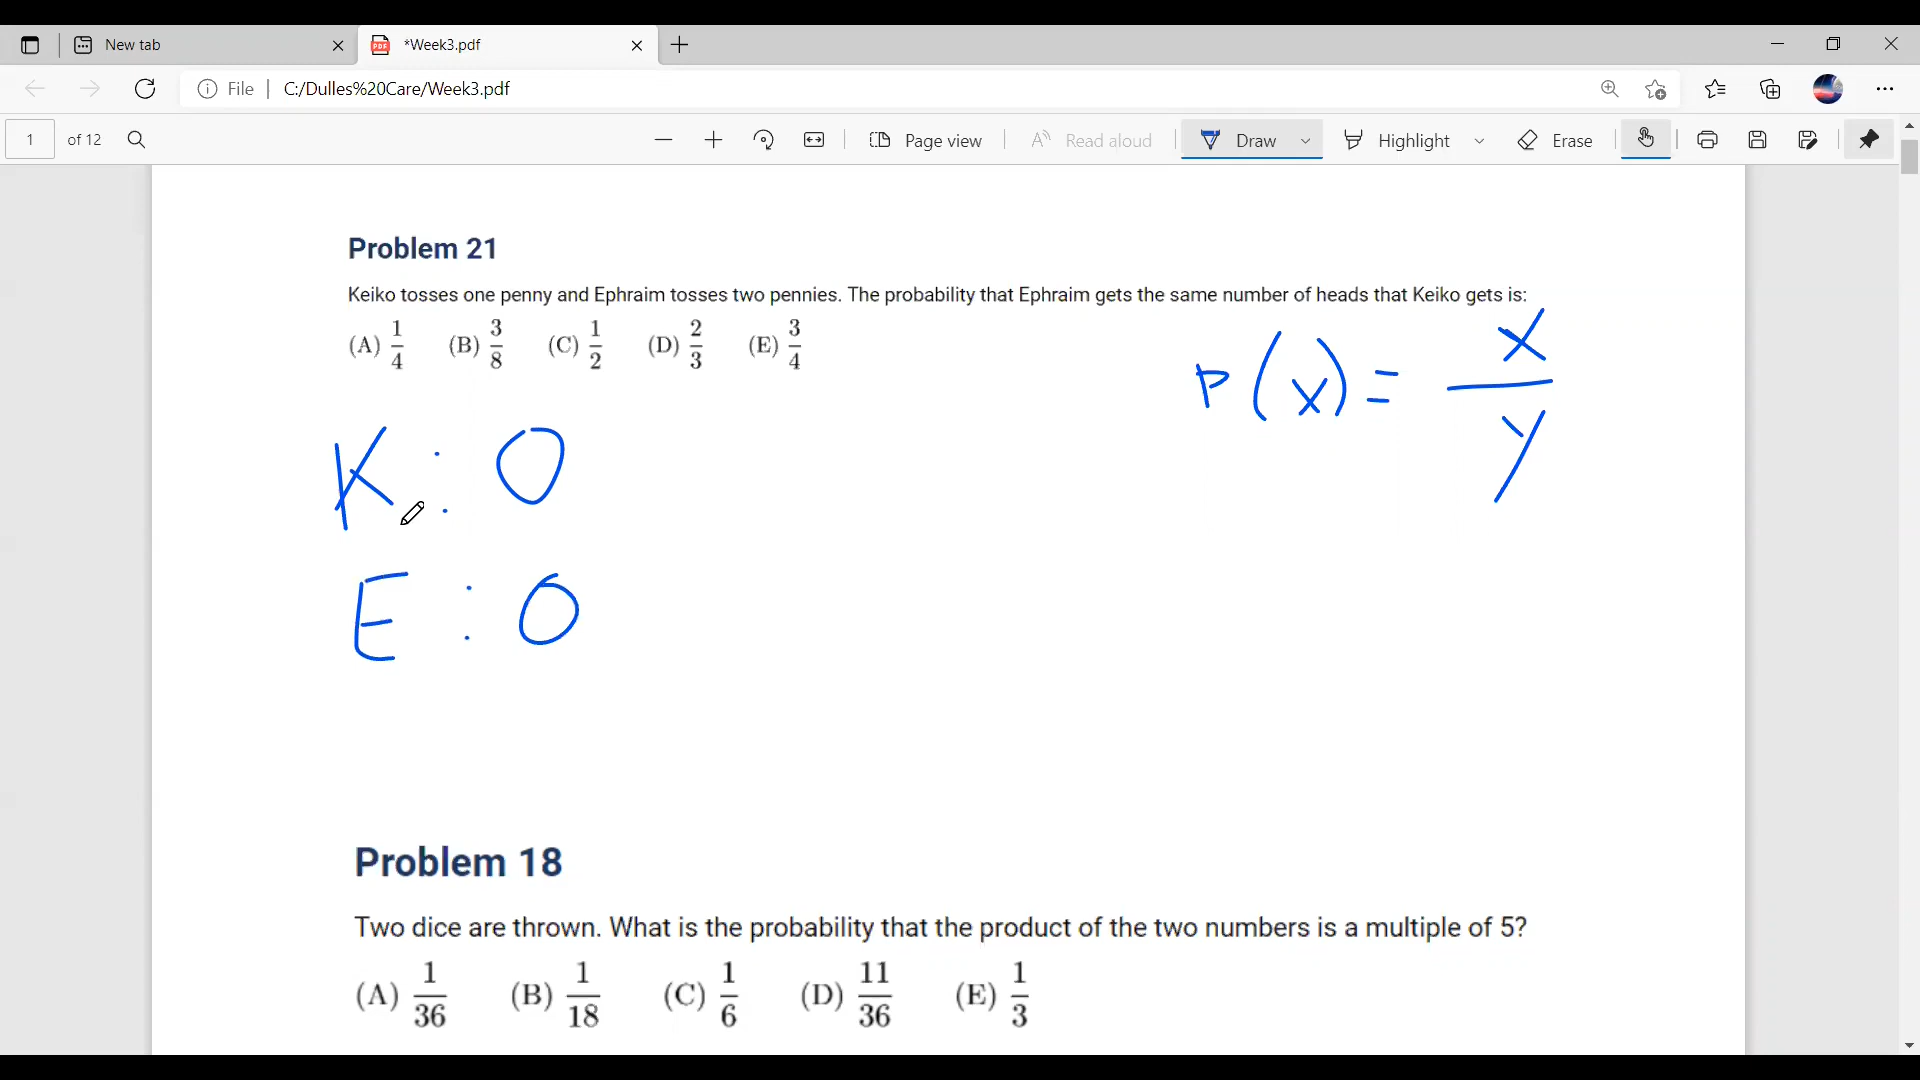 New tab
*Week3.pdf
File | C:/Dulles%20Care/Week3.pdf
1 of 12
Page view
Read aloud
Draw
Highlight
Erase
Problem 21
Keiko tosses one penny and Ephraim tosses two pennies. The probability that Ephraim gets the same number of heads that Keiko gets is:
(A) 1/4 (B) 3/8 (C) 1/2 (D) 2/3 (E) 3/4
P(x) = x/y
K : O
E : O
Problem 18
Two dice are thrown. What is the probability that the product of the two numbers is a multiple of 5?
(A) 1/36 (B) 1/18 (C) 1/6 (D) 11/36 (E) 1/3